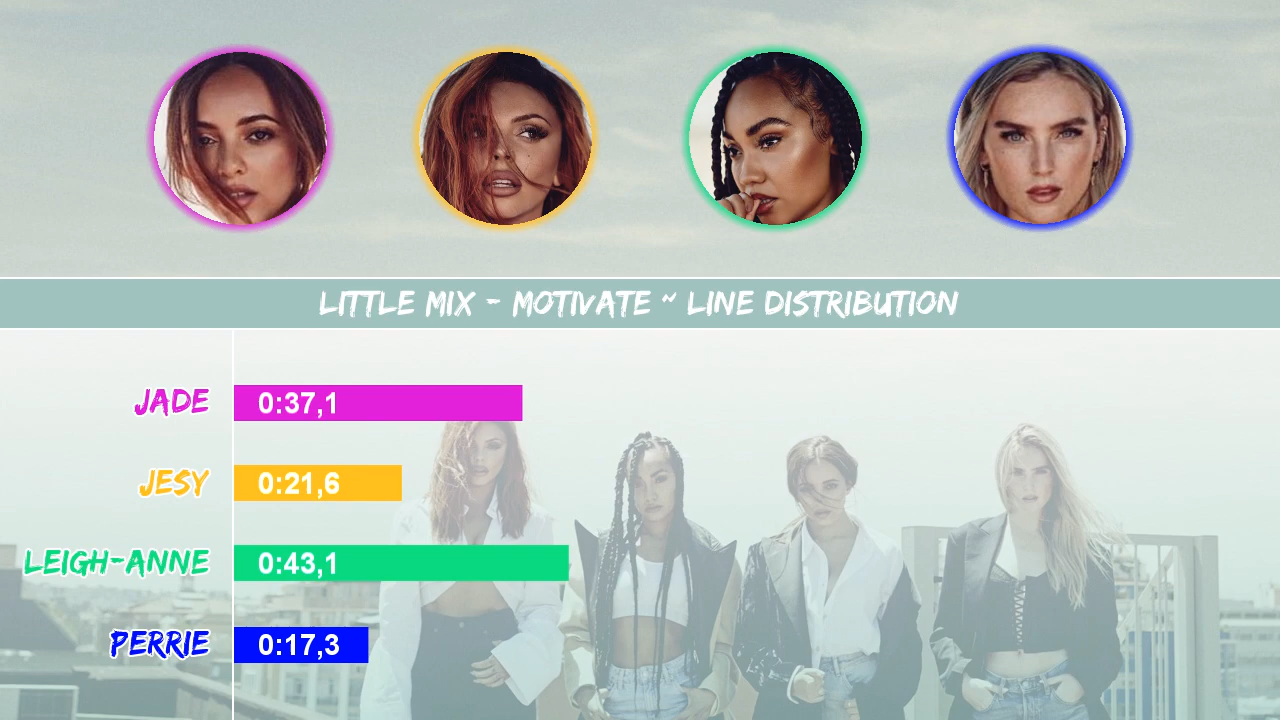 LITTLE MIX - MOTIVATE ~ LINE DISTRIBUTION
JADE 0:37,1
JESY 0:21,6
LEIGH-ANNE 0:43,1
PERRIE 0:17,3